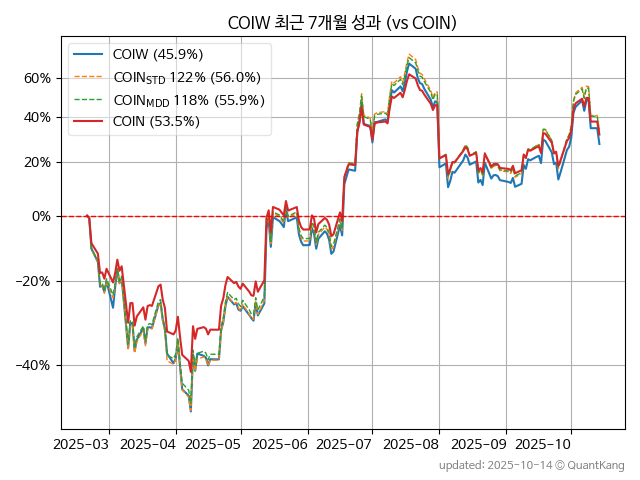 COIW 최근 7개월 성과 (vs COIN)
COIW (45.9%)
COIN_STD 122% (56.0%)
COIN_MDD 118% (55.9%)
COIN (53.5%)
60%
40%
20%
0%
−20%
−40%
2025-03 2025-04 2025-05 2025-06 2025-07 2025-08 2025-09 2025-10
updated: 2025-10-14 ⓒ QuantKang